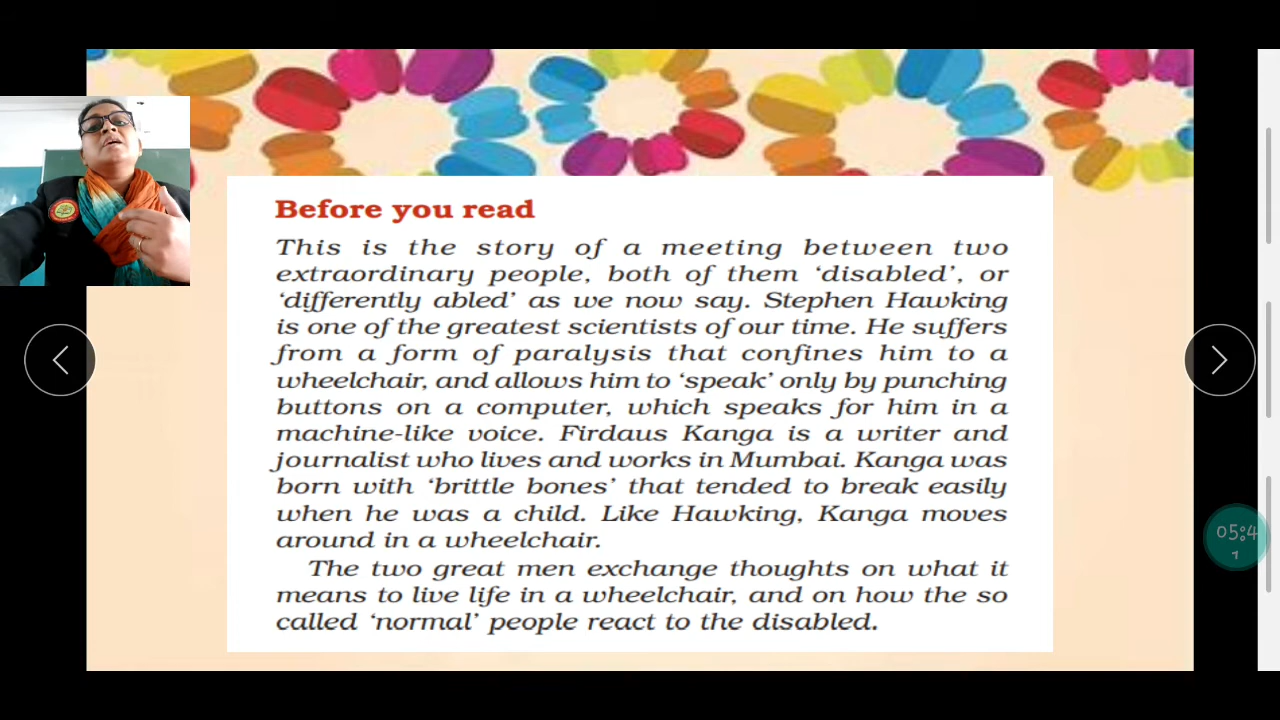 Before you read
This is the story of a meeting between two
extraordinary people, both of them ‘disabled’, or
‘differently abled’ as we now say. Stephen Hawking
is one of the greatest scientists of our time. He suffers
from a form of paralysis that confines him to a
wheelchair, and allows him to ‘speak’ only by punching
buttons on a computer, which speaks for him in a
machine-like voice. Firdaus Kanga is a writer and
journalist who lives and works in Mumbai. Kanga was
born with ‘brittle bones’ that tended to break easily
when he was a child. Like Hawking, Kanga moves
around in a wheelchair.
The two great men exchange thoughts on what it
means to live life in a wheelchair, and on how the so
called ‘normal’ people react to the disabled.
05:4
1